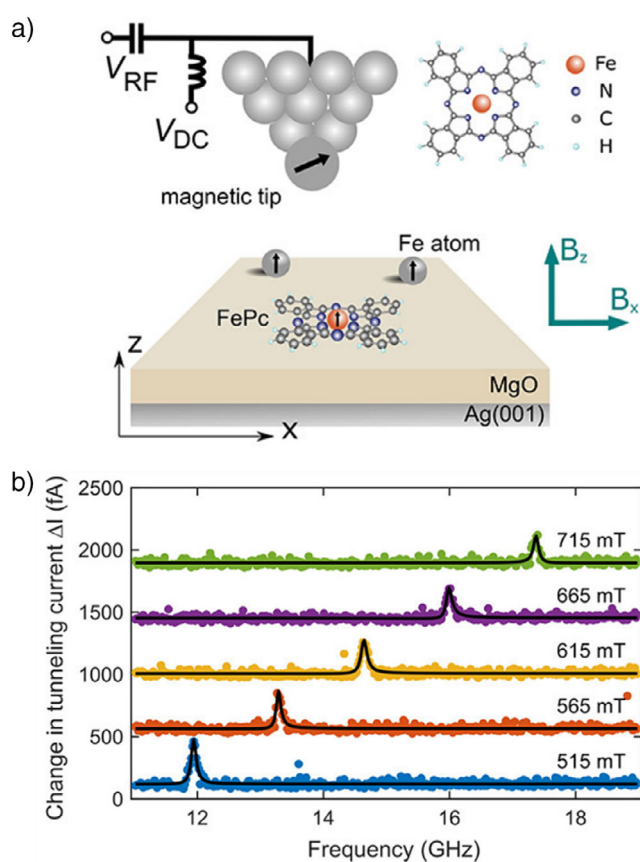 a)
V_RF
V_DC
magnetic tip
Fe
N
C
H
Fe atom
FePc
B_z
B_x
Z
X
MgO
Ag(001)
b)
Change in tunneling current ΔI (fA)
2500
2000
1500
1000
500
0
715 mT
665 mT
615 mT
565 mT
515 mT
12 14 16 18
Frequency (GHz)